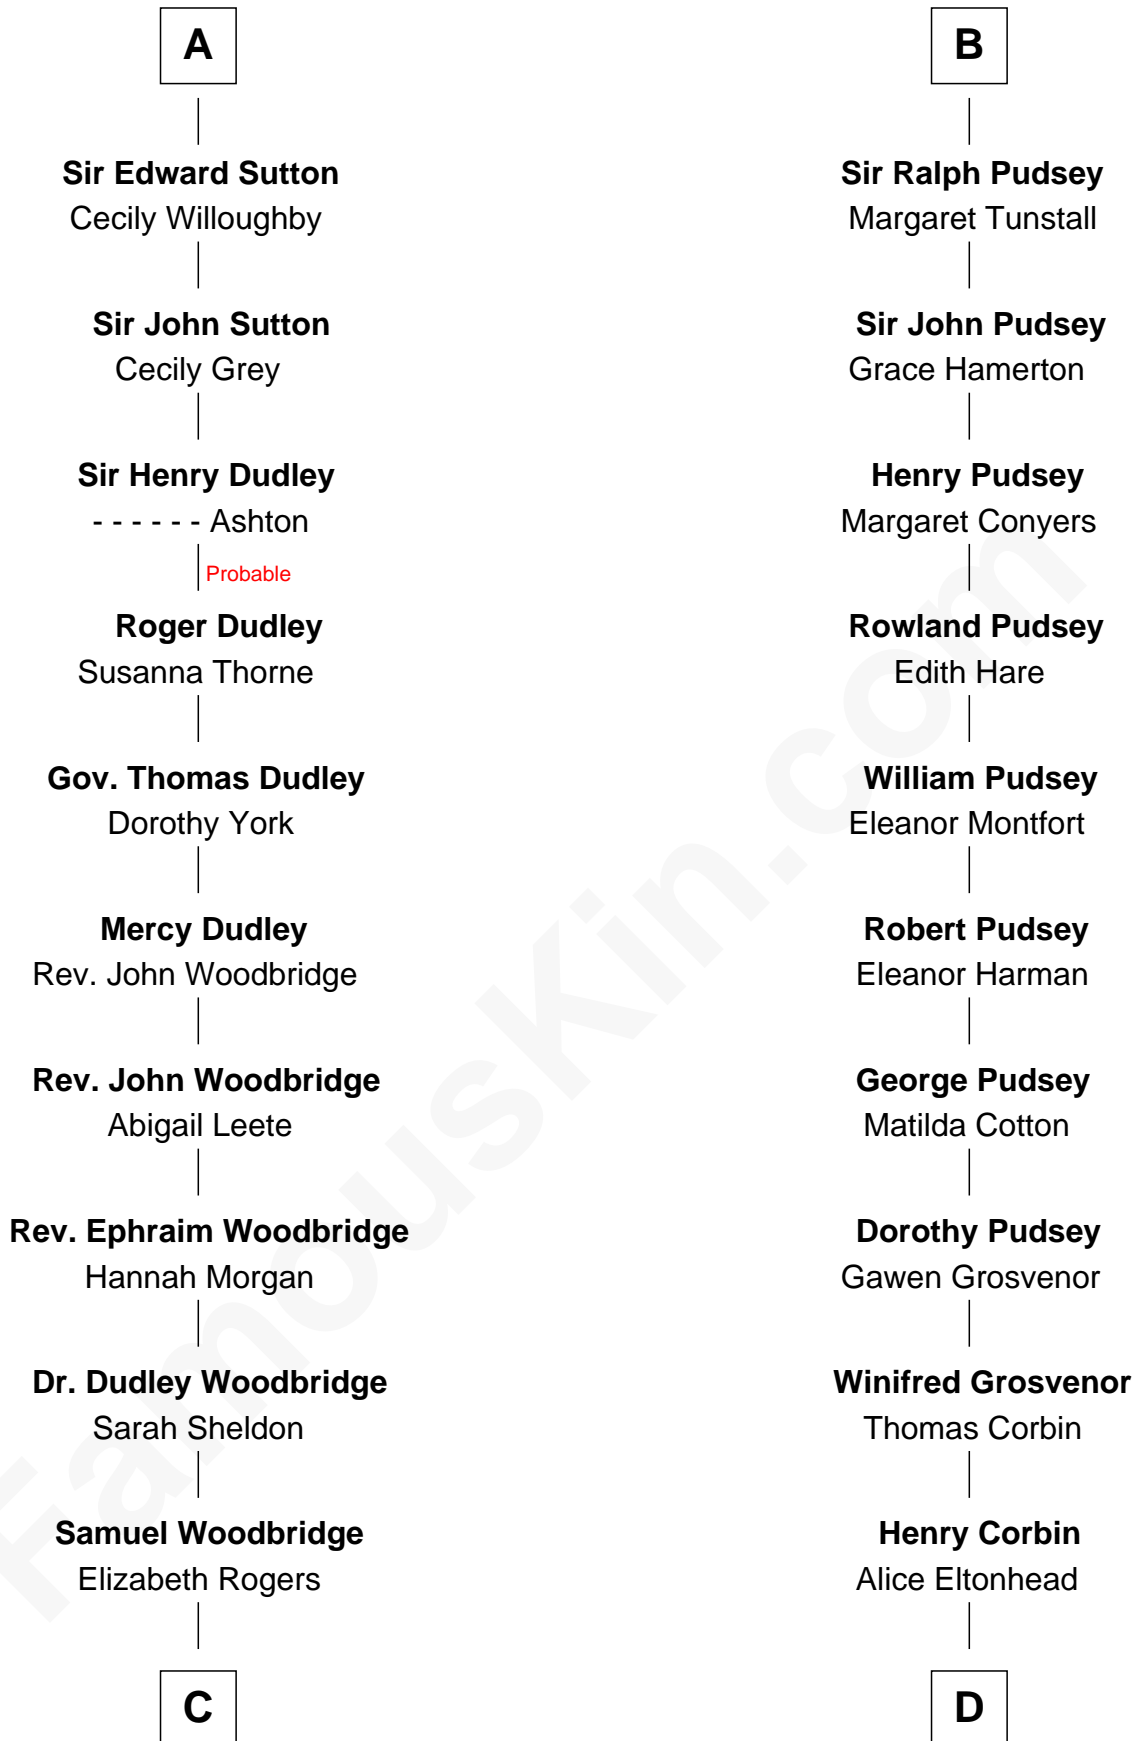 A
Sir Edward Sutton
Cecily Willoughby
Sir John Sutton
Cecily Grey
Sir Henry Dudley
- - - - - - Ashton
Probable
Roger Dudley
Susanna Thorne
Gov. Thomas Dudley
Dorothy York
Mercy Dudley
Rev. John Woodbridge
Rev. John Woodbridge
Abigail Leete
Rev. Ephraim Woodbridge
Hannah Morgan
Dr. Dudley Woodbridge
Sarah Sheldon
Samuel Woodbridge
Elizabeth Rogers
C
B
Sir Ralph Pudsey
Margaret Tunstall
Sir John Pudsey
Grace Hamerton
Henry Pudsey
Margaret Conyers
Rowland Pudsey
Edith Hare
William Pudsey
Eleanor Montfort
Robert Pudsey
Eleanor Harman
George Pudsey
Matilda Cotton
Dorothy Pudsey
Gawen Grosvenor
Winifred Grosvenor
Thomas Corbin
Henry Corbin
Alice Eltonhead
D
FamousKin.com